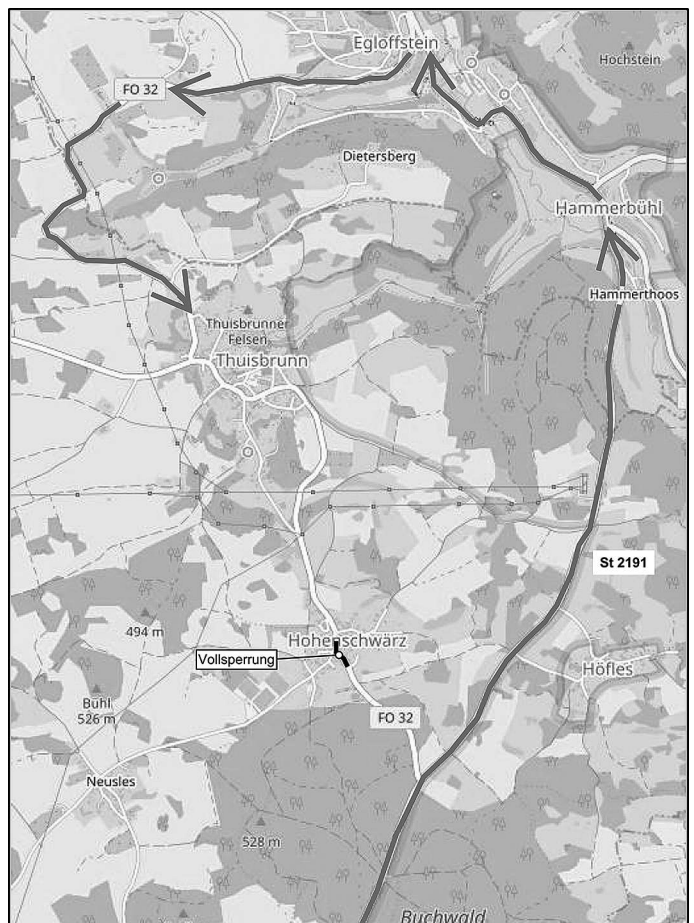 Egloffstein
Hochstein
FO 32
Dietersberg
Hammerbühl
Hammerthoos
Thuisbrunner
Felsen
Thuisbrunn
St 2191
494 m
Hohenschwärz
Vollsperrung
Höfles
Bühl
526 m
FO 32
Neusles
528 m
Buchwald